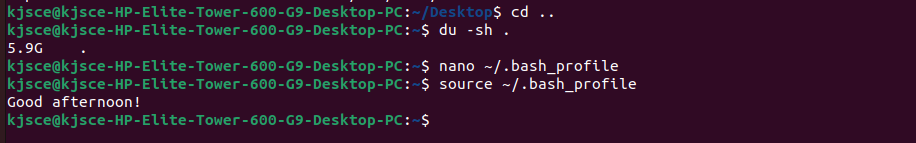 kjsce@kjsce-HP-Elite-Tower-600-G9-Desktop-PC:~/Desktop$ cd ..
kjsce@kjsce-HP-Elite-Tower-600-G9-Desktop-PC:~$ du -sh .
5.9G    .
kjsce@kjsce-HP-Elite-Tower-600-G9-Desktop-PC:~$ nano ~/.bash_profile
kjsce@kjsce-HP-Elite-Tower-600-G9-Desktop-PC:~$ source ~/.bash_profile
Good afternoon!
kjsce@kjsce-HP-Elite-Tower-600-G9-Desktop-PC:~$